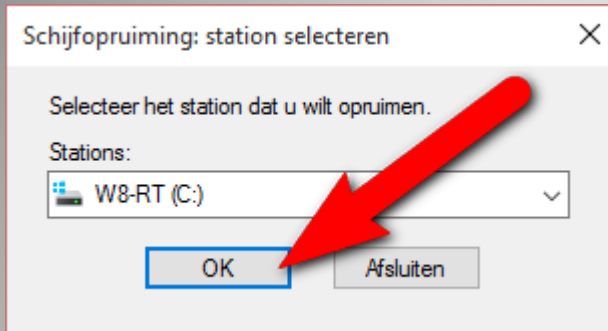 Schijfopruiming: station selecteren
Selecteer het station dat u wilt opruimen.
Stations:
W8-RT (C:)
OK
Afsluiten